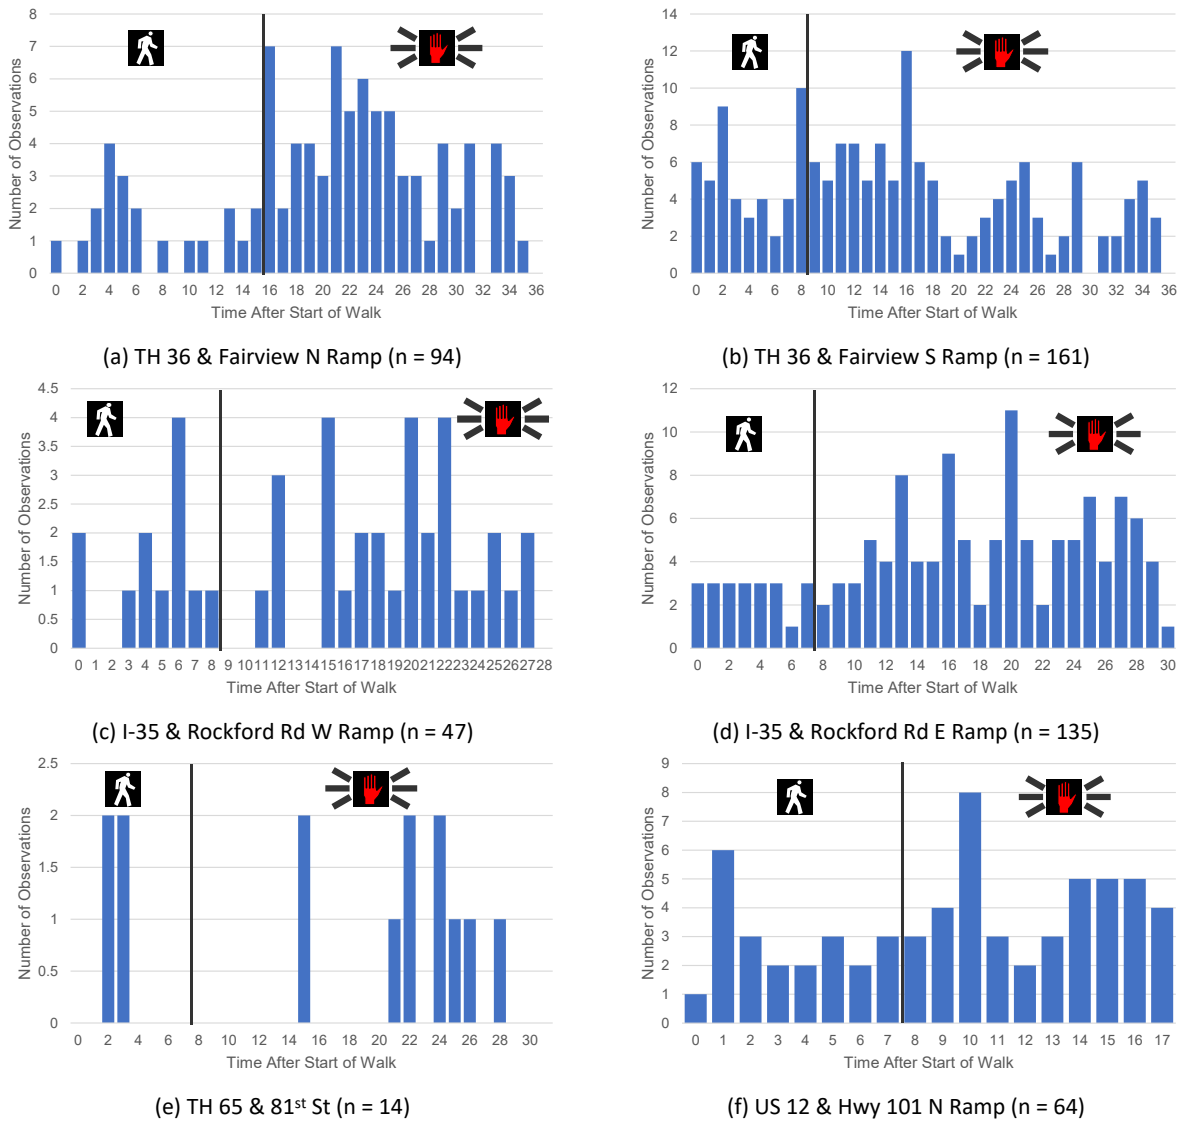 8
7
6
5
4
3
2
1
0
Number of Observations
0 2 4 6 8 10 12 14 16 18 20 22 24 26 28 30 32 34 36
Time After Start of Walk
(a) TH 36 & Fairview N Ramp (n = 94)
14
12
10
8
6
4
2
0
Number of Observations
0 2 4 6 8 10 12 14 16 18 20 22 24 26 28 30 32 34 36
Time After Start of Walk
(b) TH 36 & Fairview S Ramp (n = 161)
4.5
4
3.5
3
2.5
2
1.5
1
0.5
0
Number of Observations
0 1 2 3 4 5 6 7 8 9 10 11 12 13 14 15 16 17 18 19 20 21 22 23 24 25 26 27 28
Time After Start of Walk
(c) I-35 & Rockford Rd W Ramp (n = 47)
12
10
8
6
4
2
0
Number of Observations
0 2 4 6 8 10 12 14 16 18 20 22 24 26 28 30
Time After Start of Walk
(d) I-35 & Rockford Rd E Ramp (n = 135)
2.5
2
1.5
1
0.5
0
Number of Observations
0 2 4 6 8 10 12 14 16 18 20 22 24 26 28 30
Time After Start of Walk
(e) TH 65 & 81st St (n = 14)
9
8
7
6
5
4
3
2
1
0
Number of Observations
0 1 2 3 4 5 6 7 8 9 10 11 12 13 14 15 16 17
Time After Start of Walk
(f) US 12 & Hwy 101 N Ramp (n = 64)